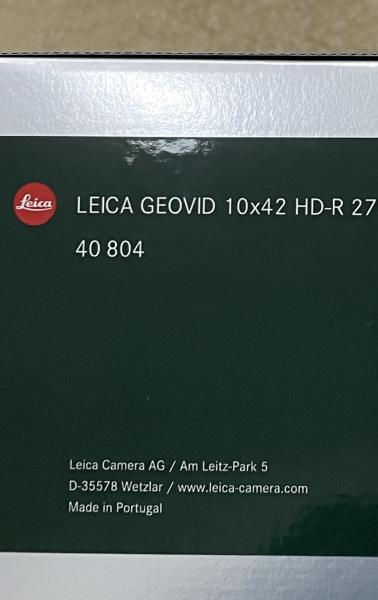 Leica
LEICA GEOVID 10x42 HD-R 27
40 804
Leica Camera AG / Am Leitz-Park 5
D-35578 Wetzlar / www.leica-camera.com
Made in Portugal